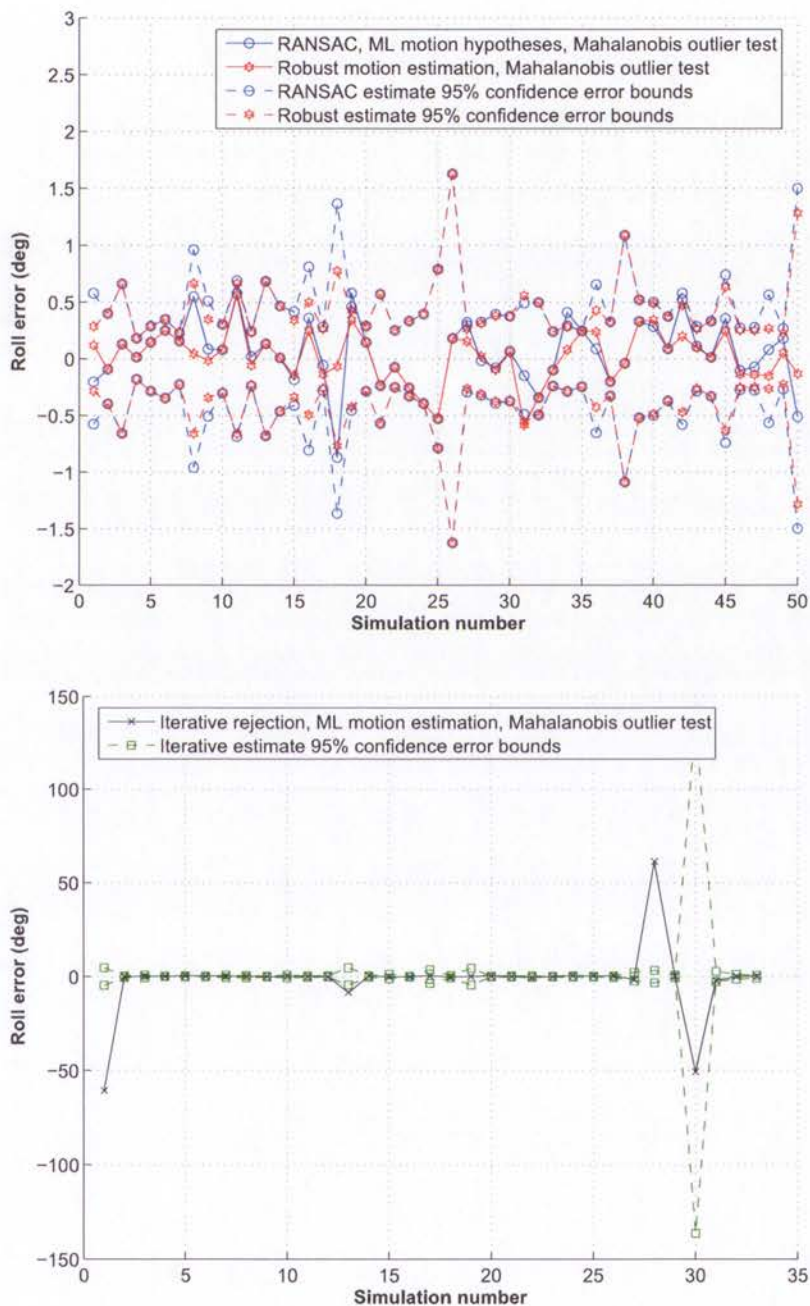 3
2.5
2
1.5
1
0.5
0
−0.5
−1
−1.5
−2
Roll error (deg)
RANSAC, ML motion hypotheses, Mahalanobis outlier test
Robust motion estimation, Mahalanobis outlier test
RANSAC estimate 95% confidence error bounds
Robust estimate 95% confidence error bounds
0 5 10 15 20 25 30 35 40 45 50
Simulation number
150
100
50
0
−50
−100
−150
Roll error (deg)
Iterative rejection, ML motion estimation, Mahalanobis outlier test
Iterative estimate 95% confidence error bounds
0 5 10 15 20 25 30 35
Simulation number